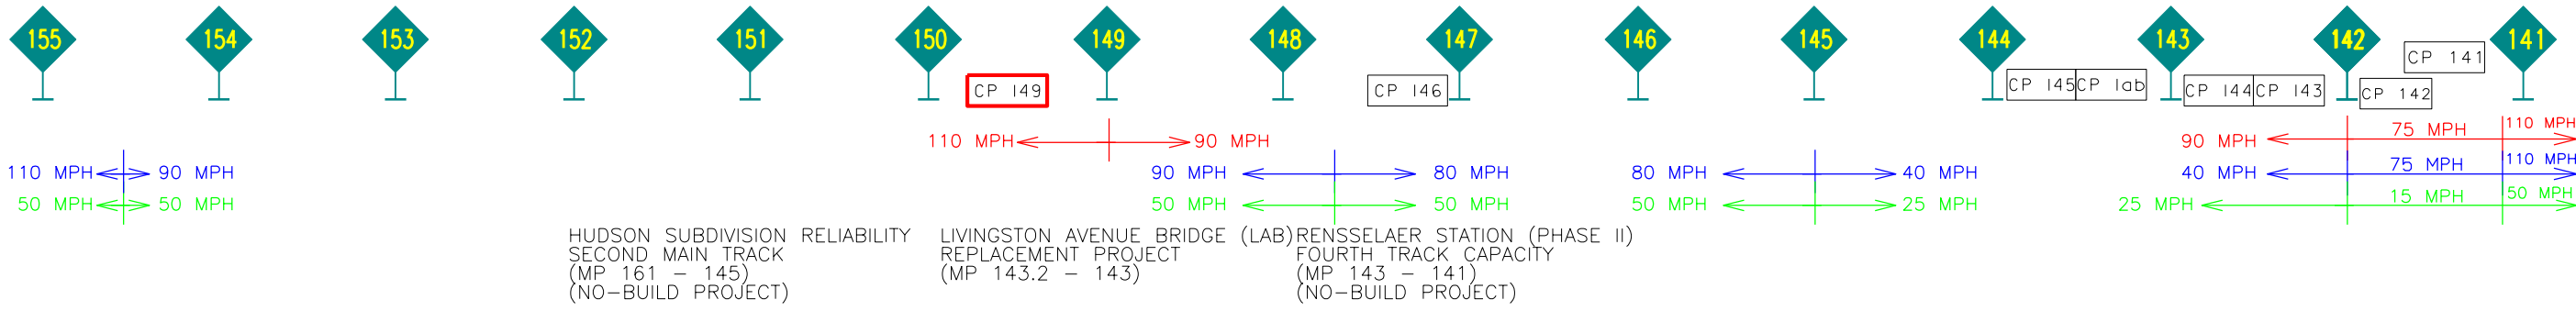 155 154 153 152 151 150 149 148 147 146 145 144 143 142 141
CP 141
CP 149 CP 146 CP 145 CP lab CP 144 CP 143 CP 142
110 MPH 90 MPH 90 MPH 75 MPH 110 MPH
110 MPH 90 MPH 90 MPH 80 MPH 80 MPH 40 MPH 40 MPH 75 MPH 110 MPH
50 MPH 50 MPH 50 MPH 50 MPH 50 MPH 25 MPH 25 MPH 15 MPH 50 MPH
HUDSON SUBDIVISION RELIABILITY
SECOND MAIN TRACK
(MP 161 – 145)
(NO–BUILD PROJECT)
LIVINGSTON AVENUE BRIDGE (LAB)
REPLACEMENT PROJECT
(MP 143.2 – 143)
RENSSELAER STATION (PHASE II)
FOURTH TRACK CAPACITY
(MP 143 – 141)
(NO–BUILD PROJECT)